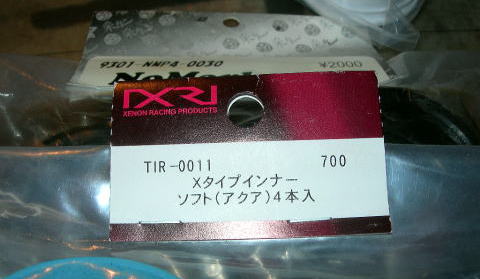 9301-NNP4-0030
¥2000
IXRI
XENON RACING PRODUCTS
TIR-0011 700
Xタイプインナー
ソフト(アクア)4本入